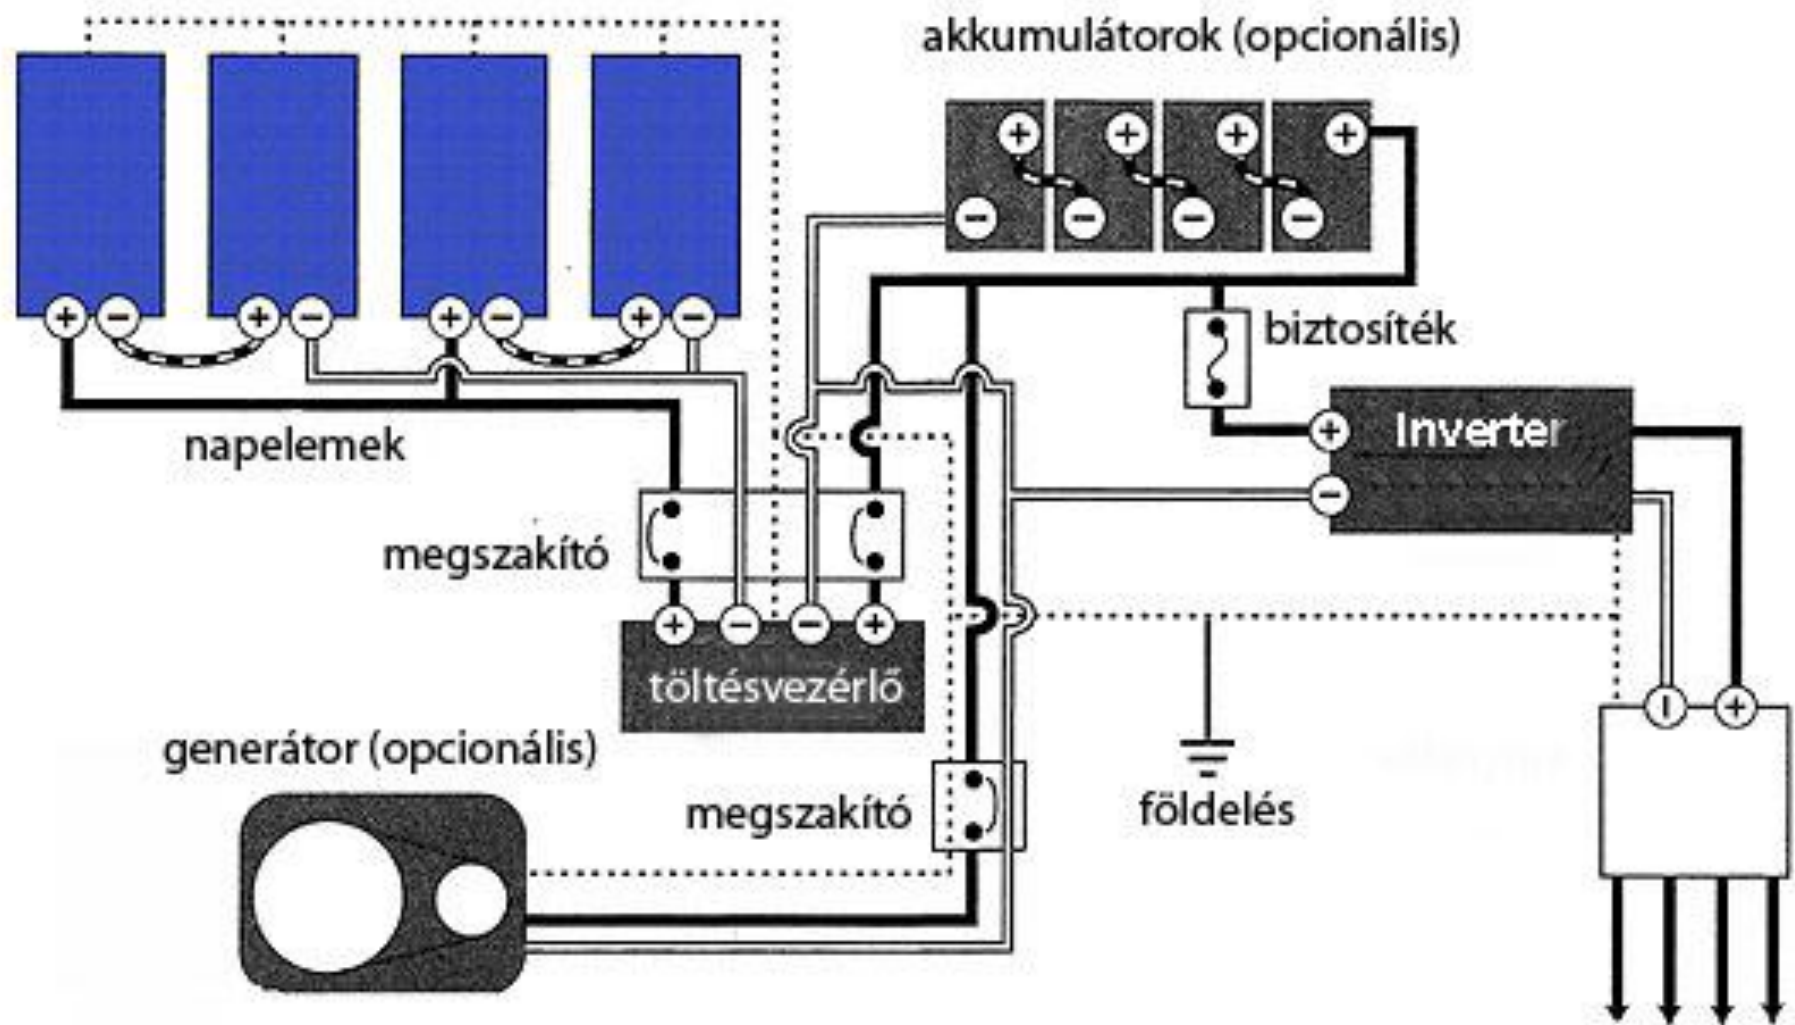 akkumulátorok (opcionális)
biztosíték
Inverter
napelemek
megszakító
töltésvezérlő
generátor (opcionális)
megszakító
földelés